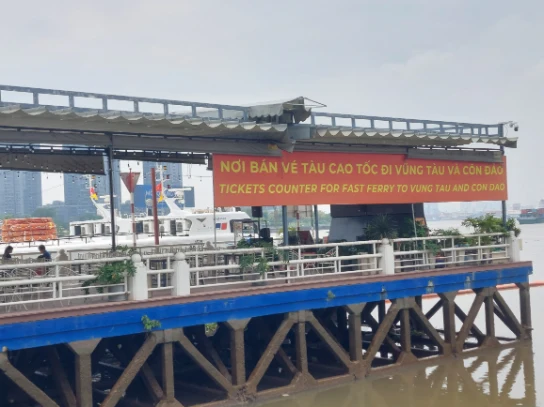 NƠI BÁN VÉ TÀU CAO TỐC ĐI VŨNG TÀU VÀ CÔN ĐẢO
TICKETS COUNTER FOR FAST FERRY TO VUNG TAU AND CON DAO